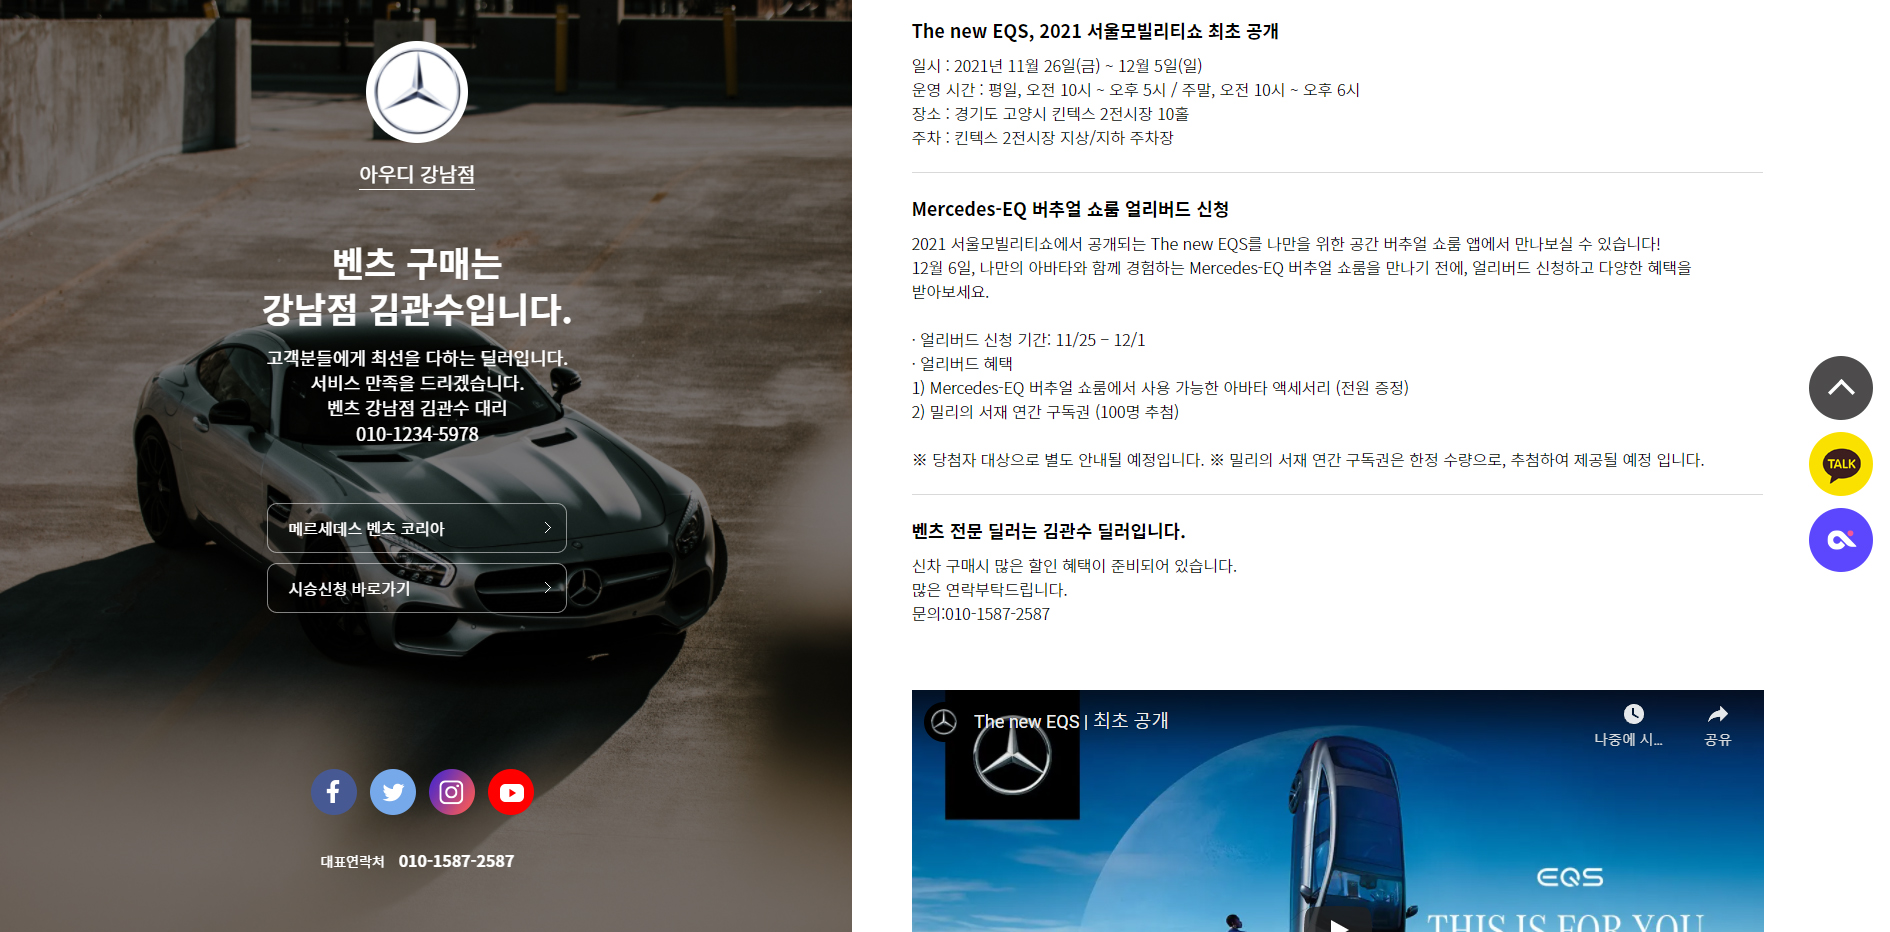 아우디 강남점
벤츠 구매는
강남점 김관수입니다.
고객분들에게 최선을 다하는 딜러입니다.
서비스 만족을 드리겠습니다.
벤츠 강남점 김관수 대리
010-1234-5978
메르세데스 벤츠 코리아
시승신청 바로가기
대표연락처 010-1587-2587
The new EQS, 2021 서울모빌리티쇼 최초 공개
일시 : 2021년 11월 26일(금) ~ 12월 5일(일)
운영 시간 : 평일, 오전 10시 ~ 오후 5시 / 주말, 오전 10시 ~ 오후 6시
장소 : 경기도 고양시 킨텍스 2전시장 10홀
주차 : 킨텍스 2전시장 지상/지하 주차장
Mercedes-EQ 버추얼 쇼룸 얼리버드 신청
2021 서울모빌리티쇼에서 공개되는 The new EQS를 나만을 위한 공간 버추얼 쇼룸 앱에서 만나보실 수 있습니다!
12월 6일, 나만의 아바타와 함께 경험하는 Mercedes-EQ 버추얼 쇼룸을 만나기 전에, 얼리버드 신청하고 다양한 혜택을
받아보세요.
· 얼리버드 신청 기간: 11/25 – 12/1
· 얼리버드 혜택
1) Mercedes-EQ 버추얼 쇼룸에서 사용 가능한 아바타 액세서리 (전원 증정)
2) 밀리의 서재 연간 구독권 (100명 추첨)
※ 당첨자 대상으로 별도 안내될 예정입니다. ※ 밀리의 서재 연간 구독권은 한정 수량으로, 추첨하여 제공될 예정 입니다.
벤츠 전문 딜러는 김관수 딜러입니다.
신차 구매시 많은 할인 혜택이 준비되어 있습니다.
많은 연락부탁드립니다.
문의:010-1587-2587
The new EQS | 최초 공개
나중에 시...
공유
EQS
THIS IS FOR YOU
TALK